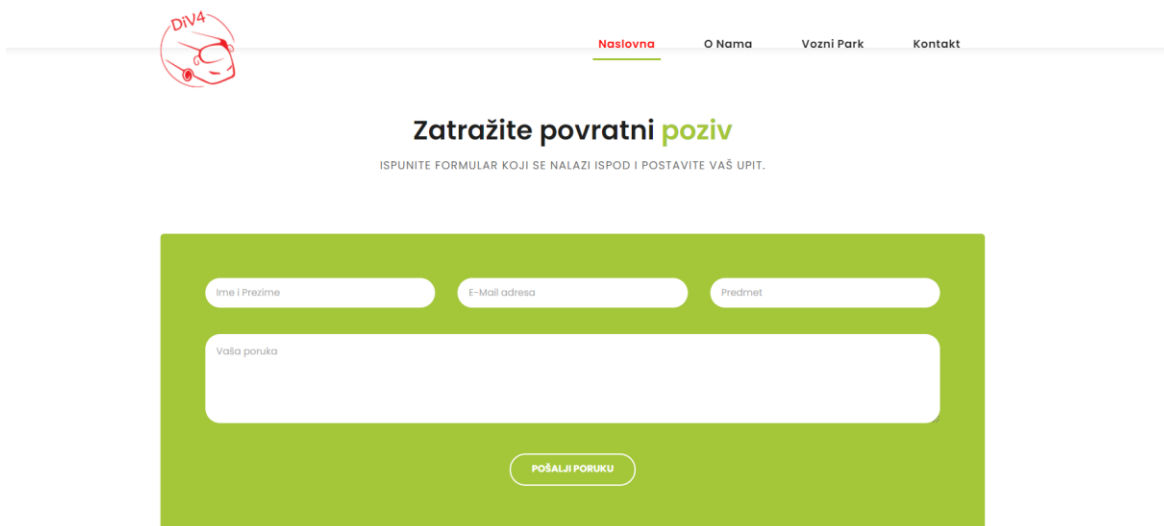 DiV4
Naslovna O Nama Vozni Park Kontakt
Zatražite povratni poziv
ISPUNITE FORMULAR KOJI SE NALAZI ISPOD I POSTAVITE VAŠ UPIT.
Ime i Prezime E-Mail adresa Predmet
Vaša poruka
POŠALJI PORUKU